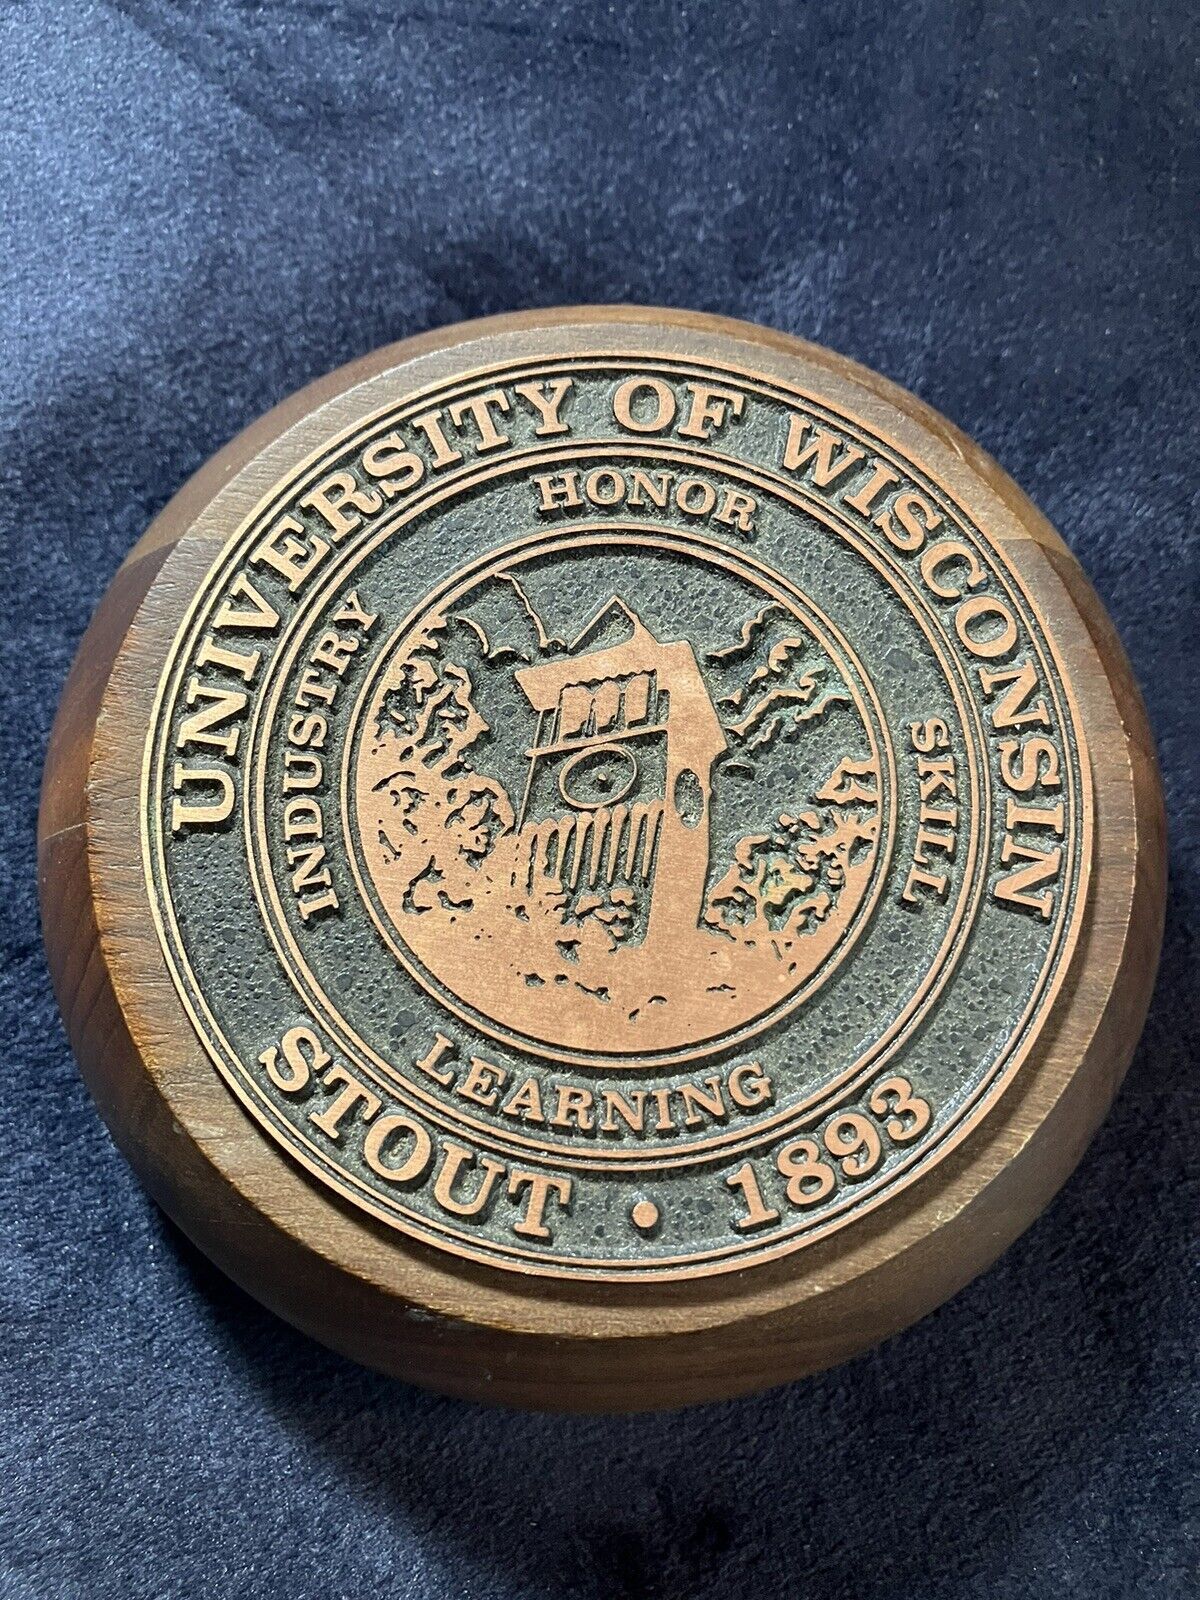 UNIVERSITY OF WISCONSIN
STOUT • 1893
HONOR
INDUSTRY
SKILL
LEARNING